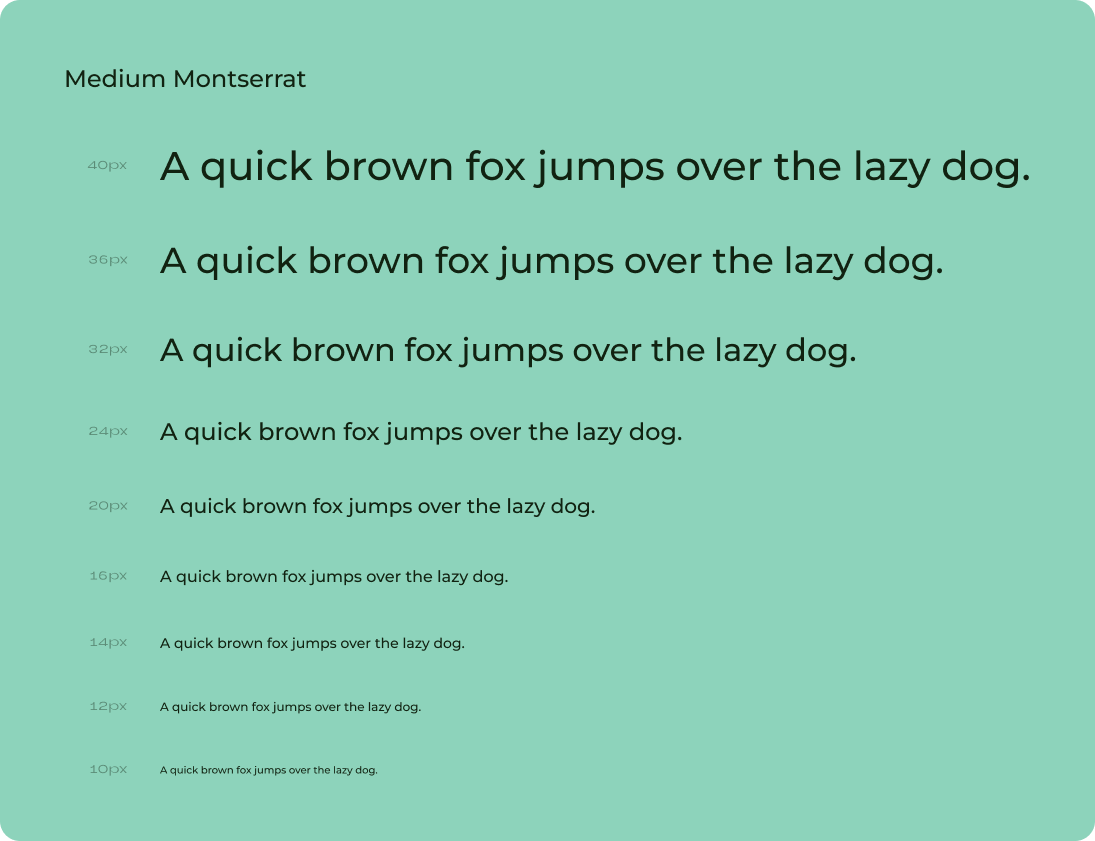 Medium Montserrat
40px A quick brown fox jumps over the lazy dog.
36px A quick brown fox jumps over the lazy dog.
32px A quick brown fox jumps over the lazy dog.
24px A quick brown fox jumps over the lazy dog.
20px A quick brown fox jumps over the lazy dog.
16px A quick brown fox jumps over the lazy dog.
14px A quick brown fox jumps over the lazy dog.
12px A quick brown fox jumps over the lazy dog.
10px A quick brown fox jumps over the lazy dog.